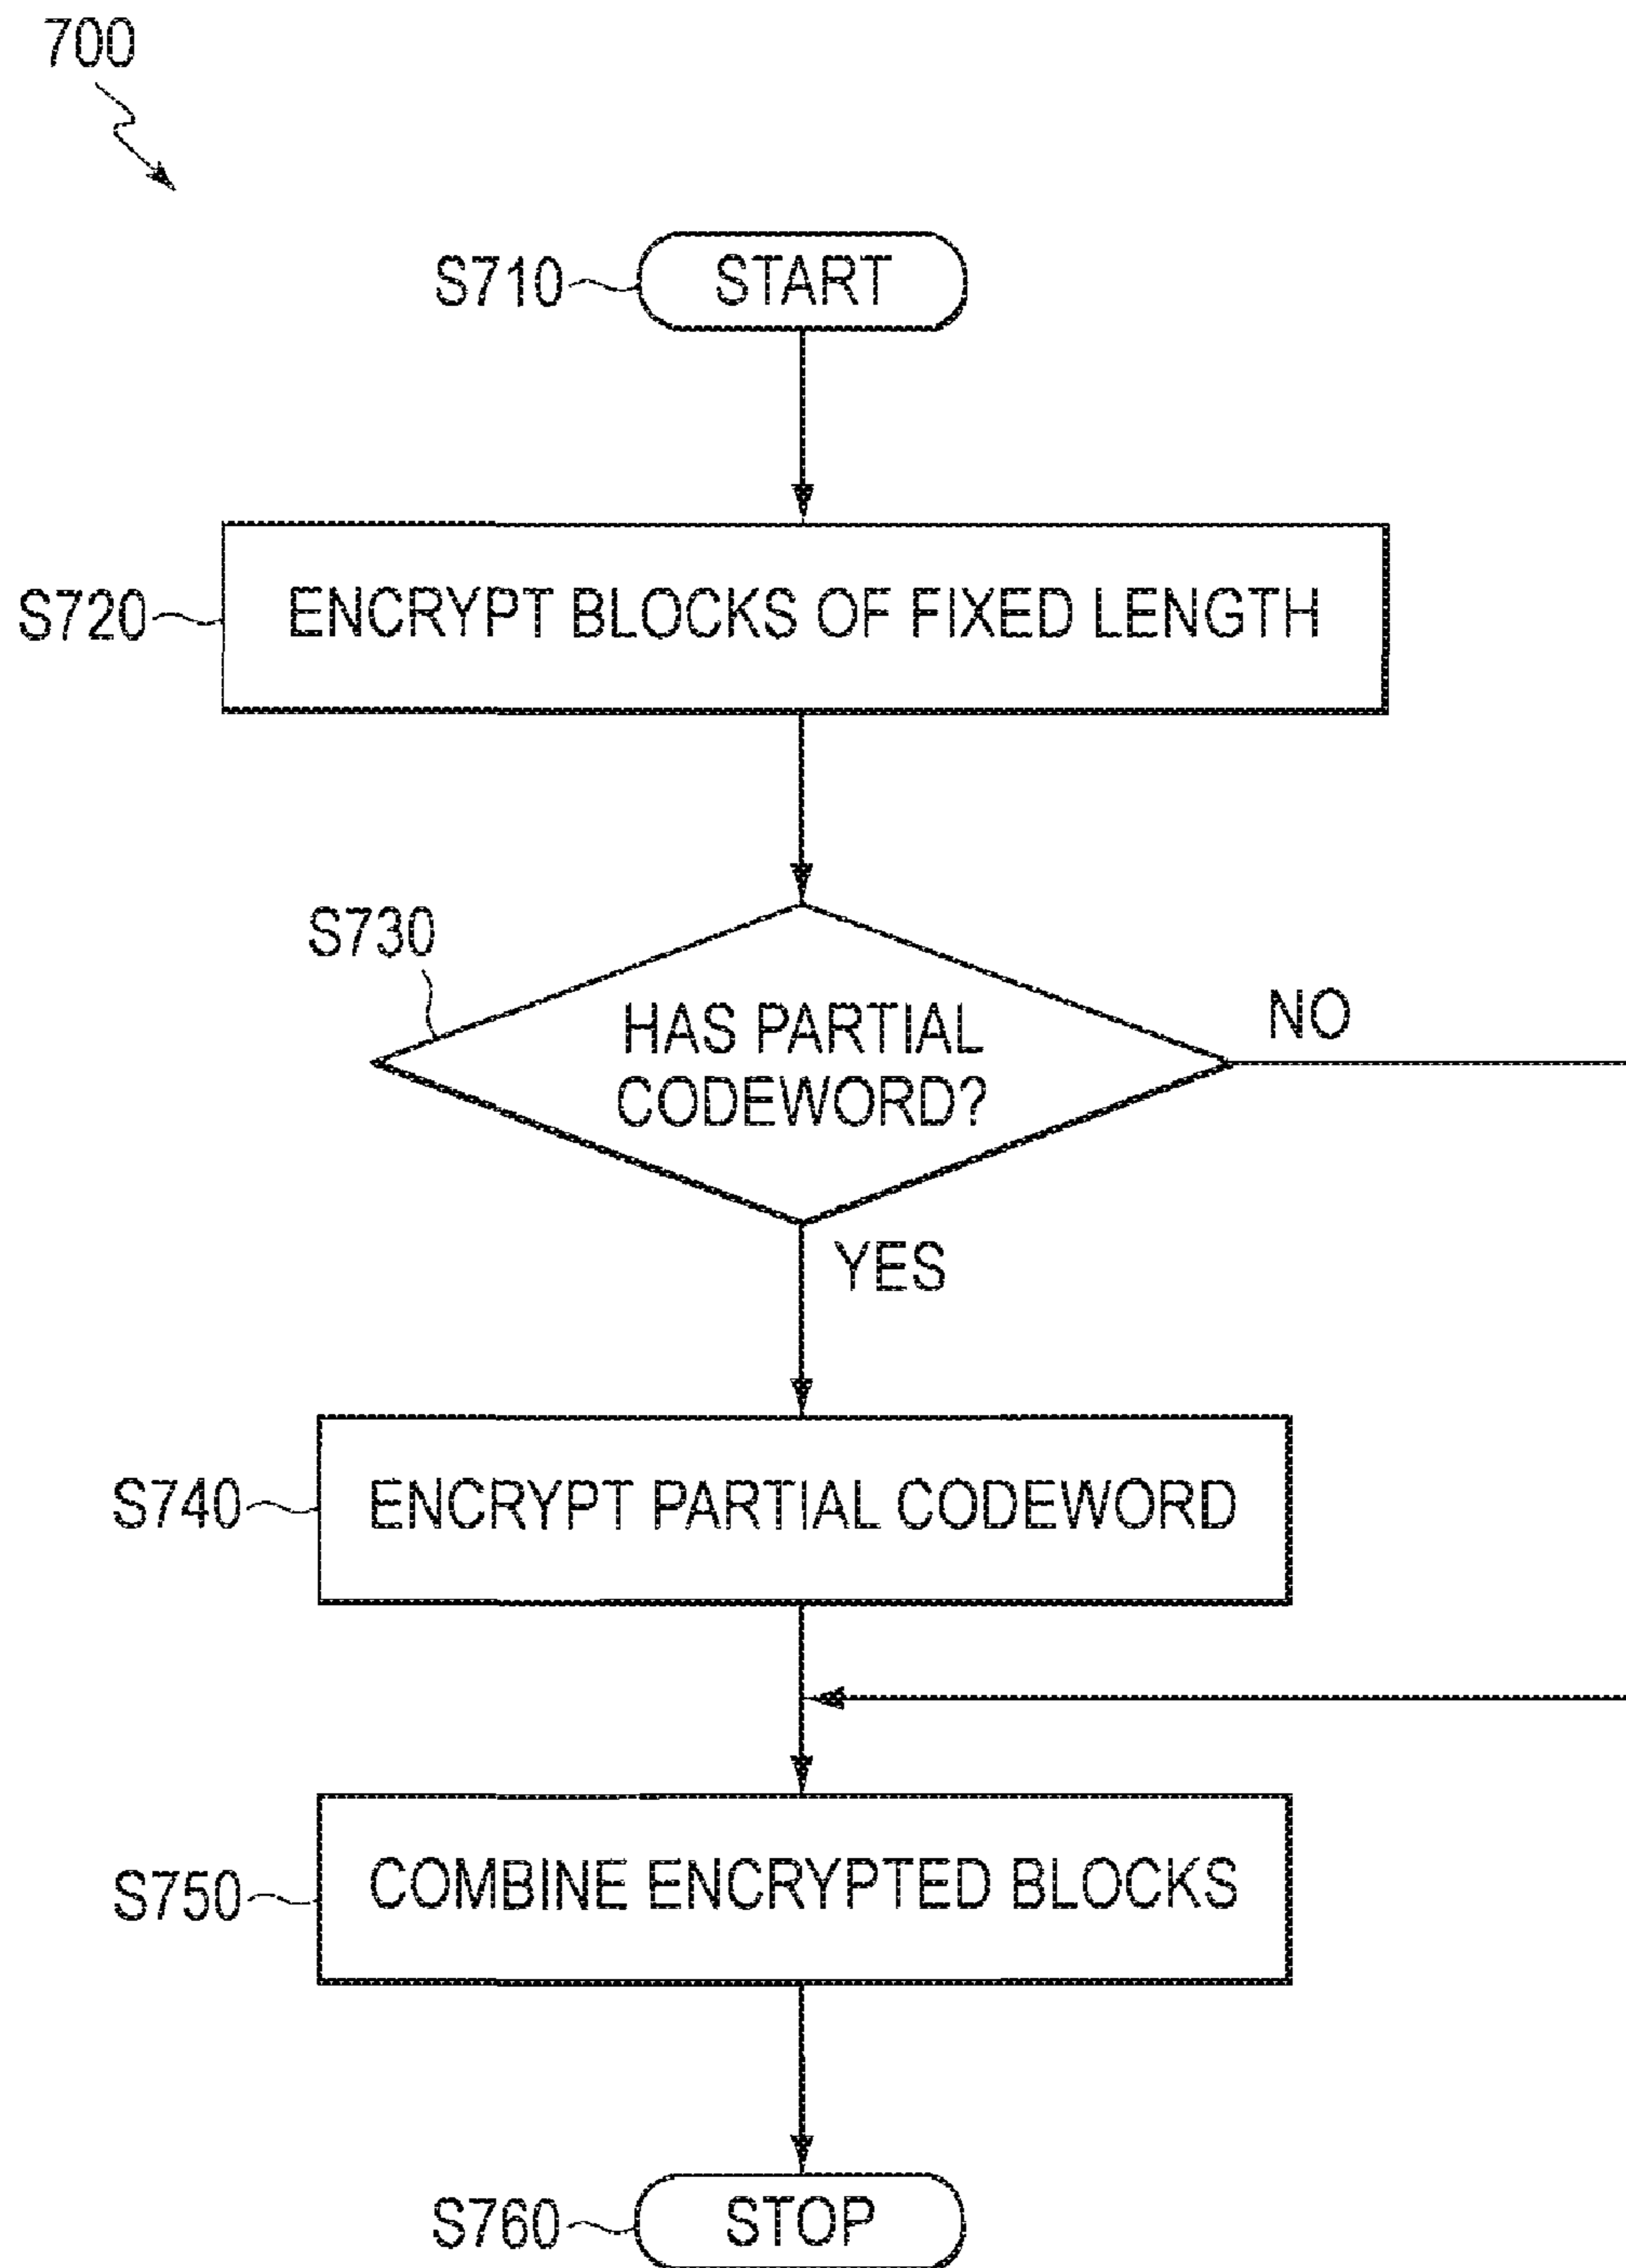 700
S710
START
S720
ENCRYPT BLOCKS OF FIXED LENGTH
S730
HAS PARTIAL
CODEWORD?
NO
YES
S740
ENCRYPT PARTIAL CODEWORD
S750
COMBINE ENCRYPTED BLOCKS
S760
STOP